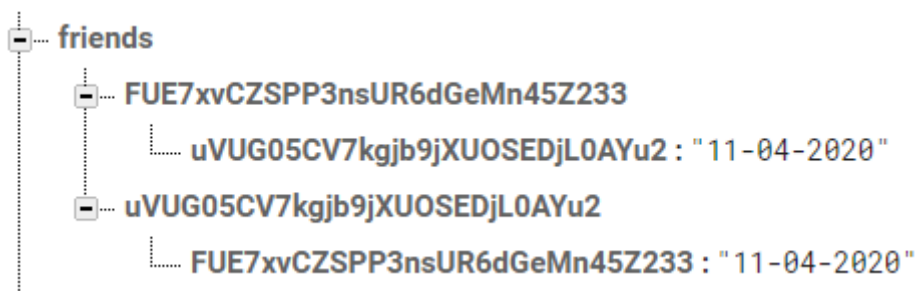 friends
FUE7xvCZSPP3nsUR6dGeMn45Z233
uVUG05CV7kgjb9jXUOSEDjL0AYu2 : "11-04-2020"
uVUG05CV7kgjb9jXUOSEDjL0AYu2
FUE7xvCZSPP3nsUR6dGeMn45Z233 : "11-04-2020"